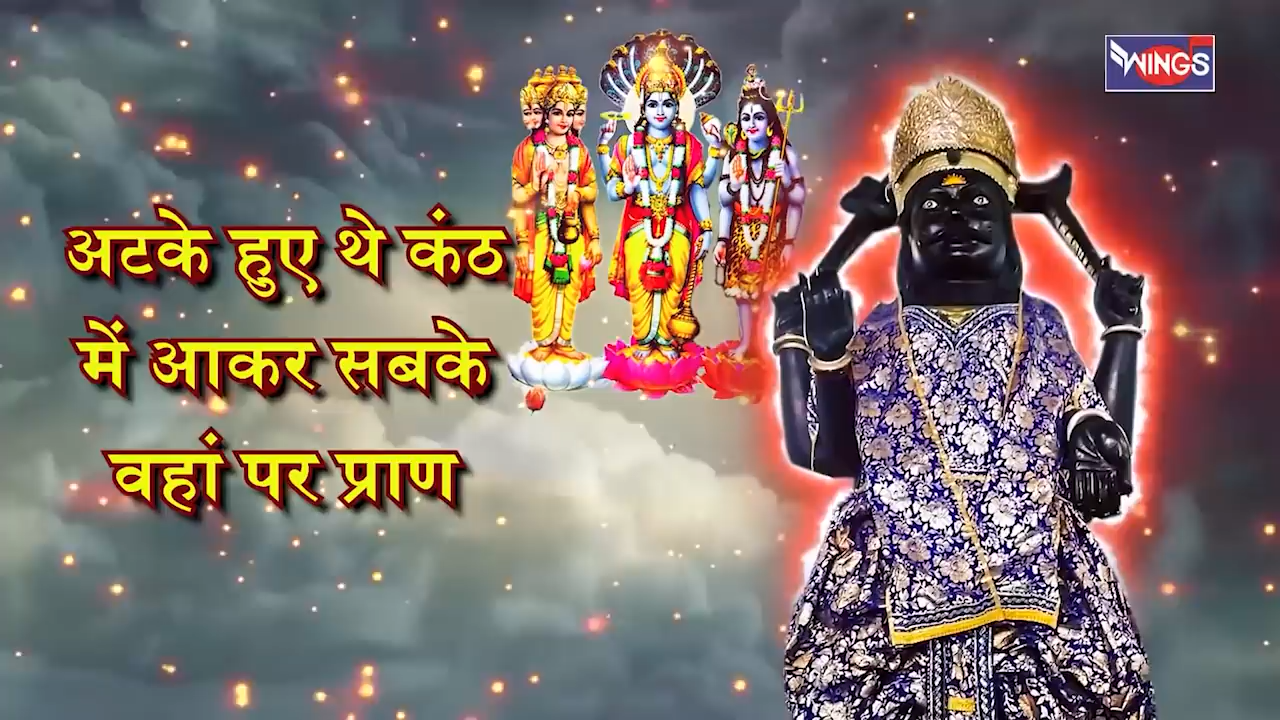 WINGS
अटके हुए थे कंठ
में आकर सबके
वहां पर प्राण